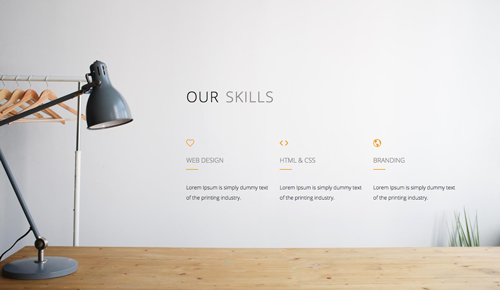 OUR SKILLS
WEB DESIGN
Lorem Ipsum is simply dummy text
of the printing industry.
HTML & CSS
Lorem Ipsum is simply dummy text
of the printing industry.
BRANDING
Lorem Ipsum is simply dummy text
of the printing industry.